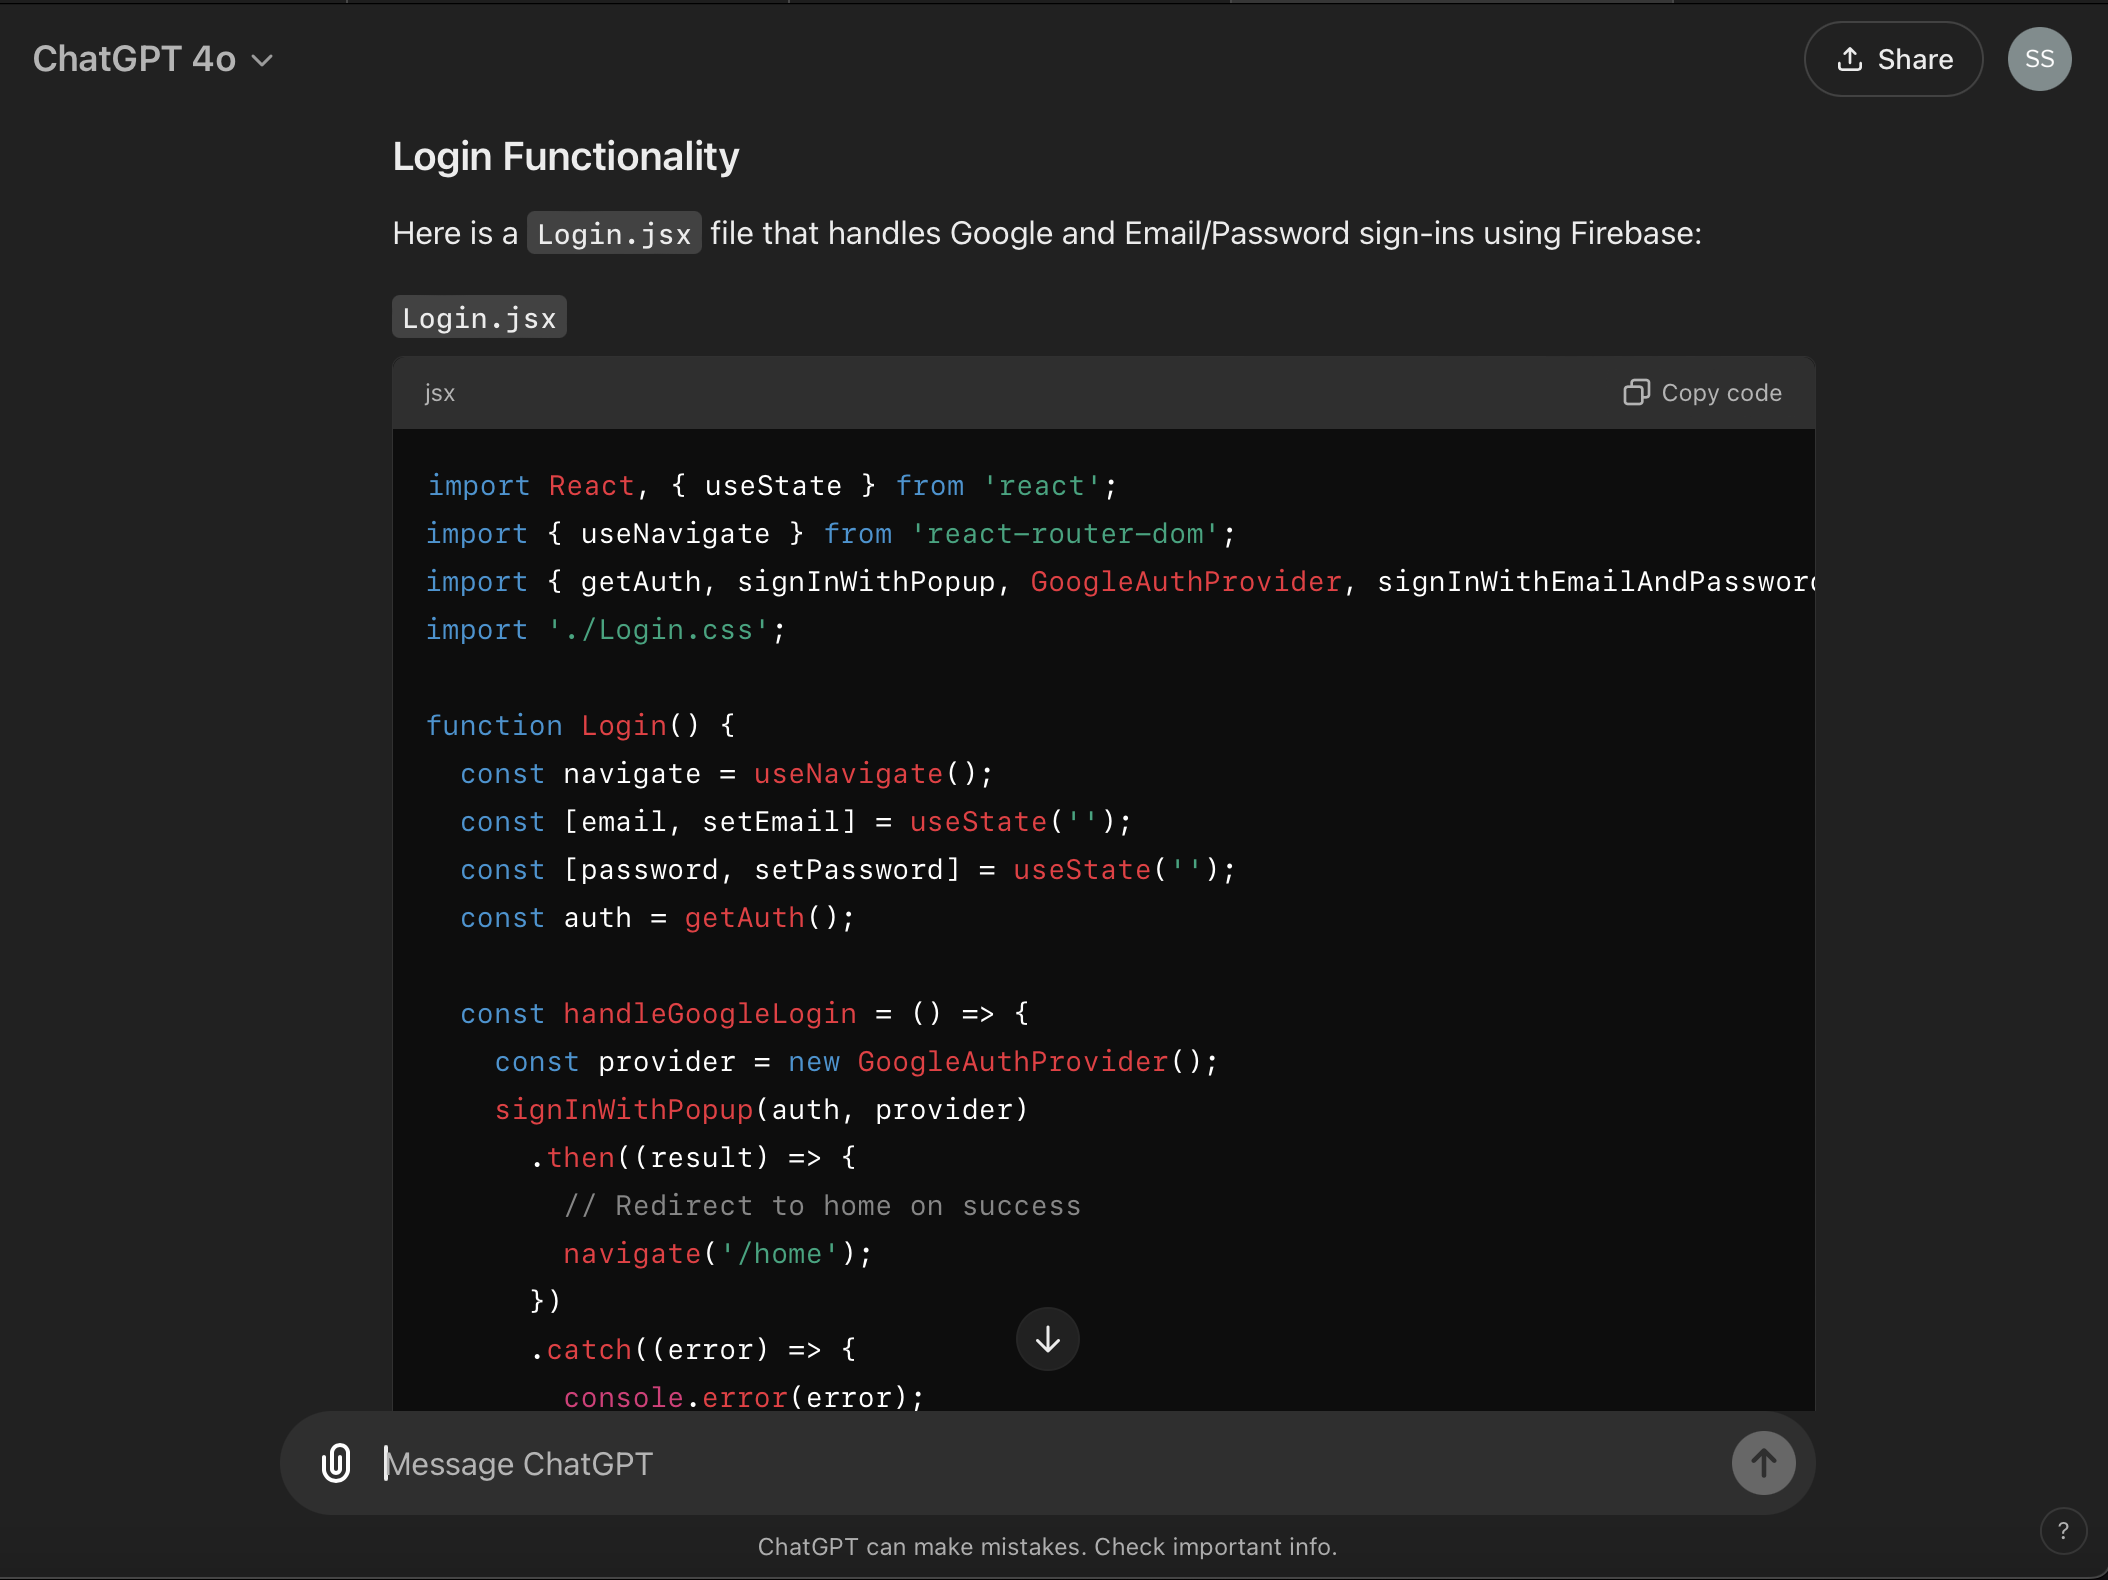 ChatGPT 4o
Share
SS
Login Functionality
Here is a Login.jsx file that handles Google and Email/Password sign-ins using Firebase:
Login.jsx
jsx
Copy code
import React, { useState } from 'react';
import { useNavigate } from 'react-router-dom';
import { getAuth, signInWithPopup, GoogleAuthProvider, signInWithEmailAndPassword
import './Login.css';
function Login() {
  const navigate = useNavigate();
  const [email, setEmail] = useState('');
  const [password, setPassword] = useState('');
  const auth = getAuth();
  const handleGoogleLogin = () => {
    const provider = new GoogleAuthProvider();
    signInWithPopup(auth, provider)
      .then((result) => {
        // Redirect to home on success
        navigate('/home');
      })
      .catch((error) => {
        console.error(error);
Message ChatGPT
ChatGPT can make mistakes. Check important info.
?